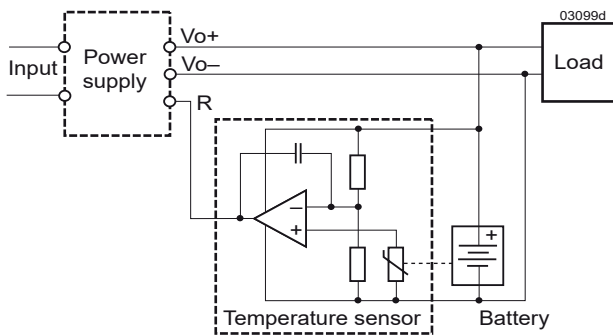 03099d
Vo+
Power
supply
Input
Load
Vo–
R
–
+
+
Temperature sensor
Battery